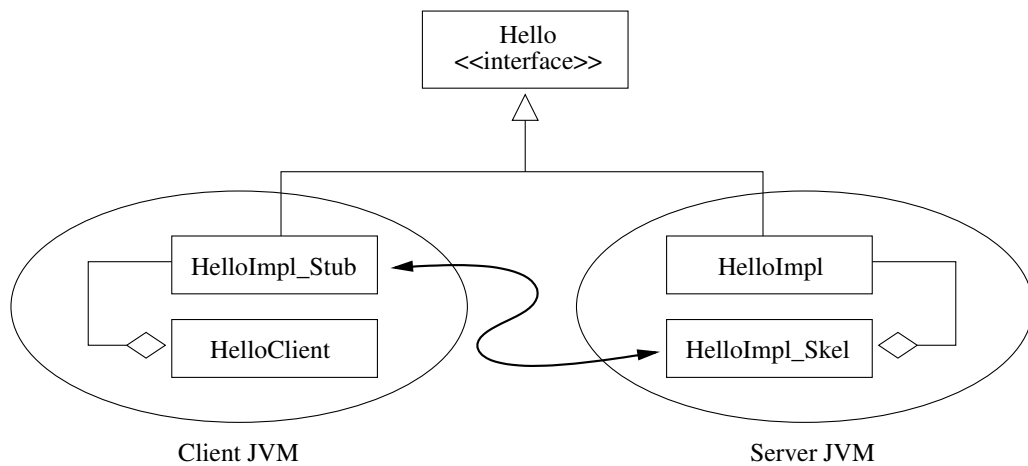 Hello
<<interface>>
HelloImpl_Stub
HelloImpl
HelloClient
HelloImpl_Skel
Client JVM
Server JVM